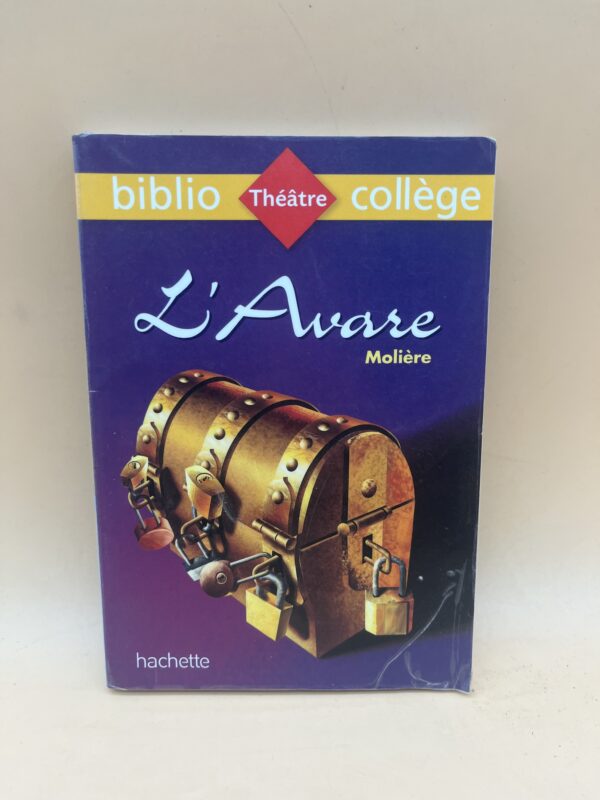 biblio Théâtre collège
L'Avare
Molière
hachette